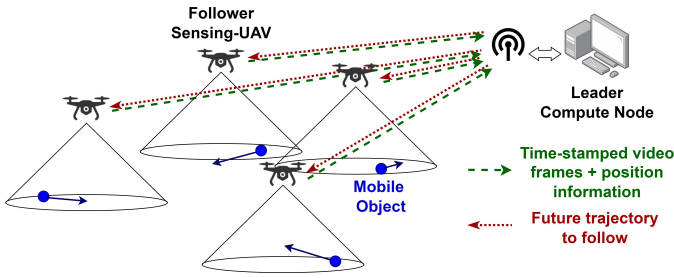 Follower
Sensing-UAV
Leader
Compute Node
Mobile
Object
Time-stamped video
frames + position
information
Future trajectory
to follow